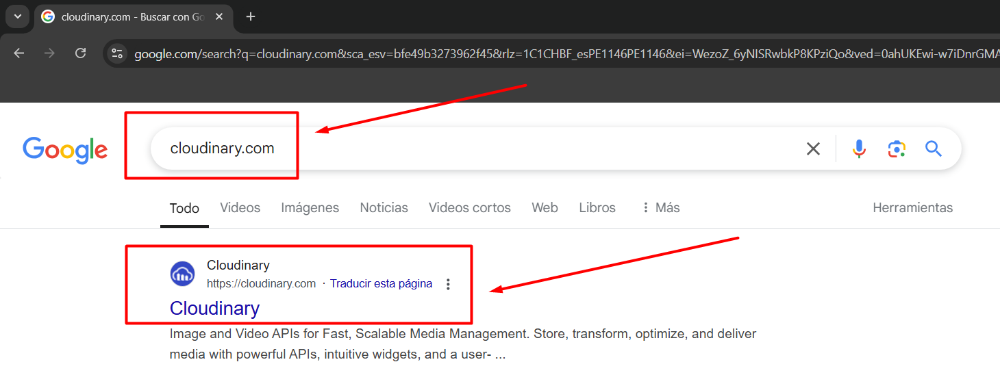 cloudinary.com - Buscar con Go
google.com/search?q=cloudinary.com&sca_esv=bfe49b3273962f45&rlz=1C1CHBF_esPE1146PE1146&ei=WezoZ_6yNISRwbkP8KPziQo&ved=0ahUKEwi-w7iDnrGMA
Google
cloudinary.com
Todo Videos Imágenes Noticias Videos cortos Web Libros Más Herramientas
Cloudinary
https://cloudinary.com · Traducir esta página
Cloudinary
Image and Video APIs for Fast, Scalable Media Management. Store, transform, optimize, and deliver
media with powerful APIs, intuitive widgets, and a user- ...